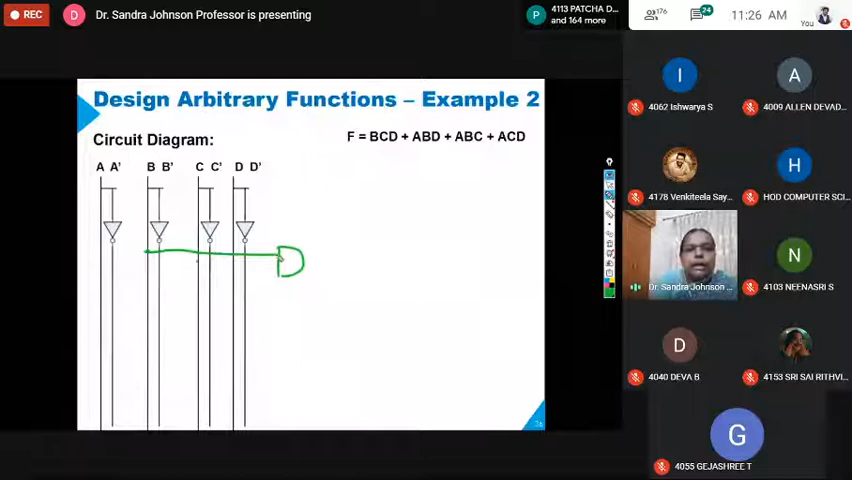 REC
D Dr. Sandra Johnson Professor is presenting
P
4113 PATCHA D...
and 164 more
176
24
11:26 AM
You
Design Arbitrary Functions – Example 2
Circuit Diagram:
F = BCD + ABD + ABC + ACD
A A' B B' C C' D D'
I
4062 Ishwarya S
A
4009 ALLEN DEVAD...
4178 Venkiteela Say...
H
HOD COMPUTER SCI...
Dr. Sandra Johnson ...
N
4103 NEENASRI S
D
4040 DEVA B
4153 SRI SAI RITHVI...
G
4055 GEJASHREE T